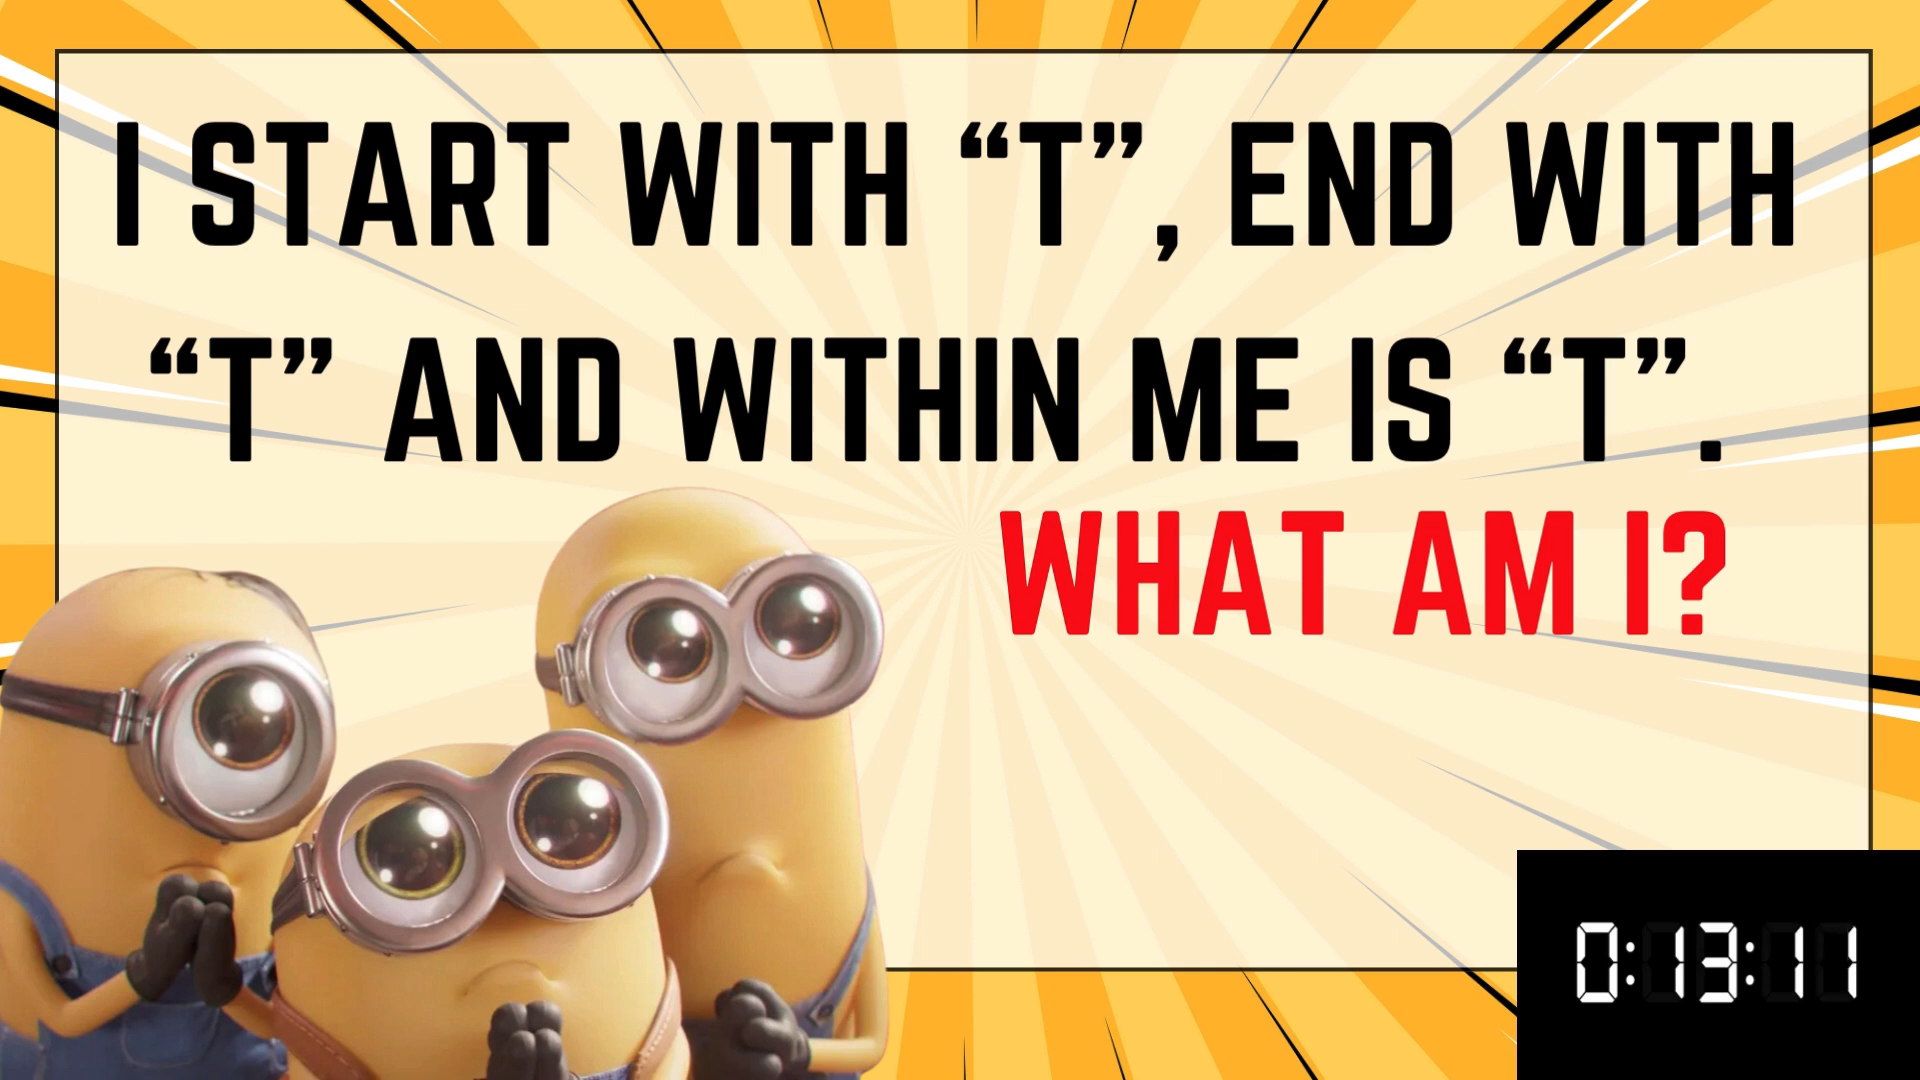 I START WITH “T” , END WITH
“T” AND WITHIN ME IS “T” .
WHAT AM I?
0:13:11